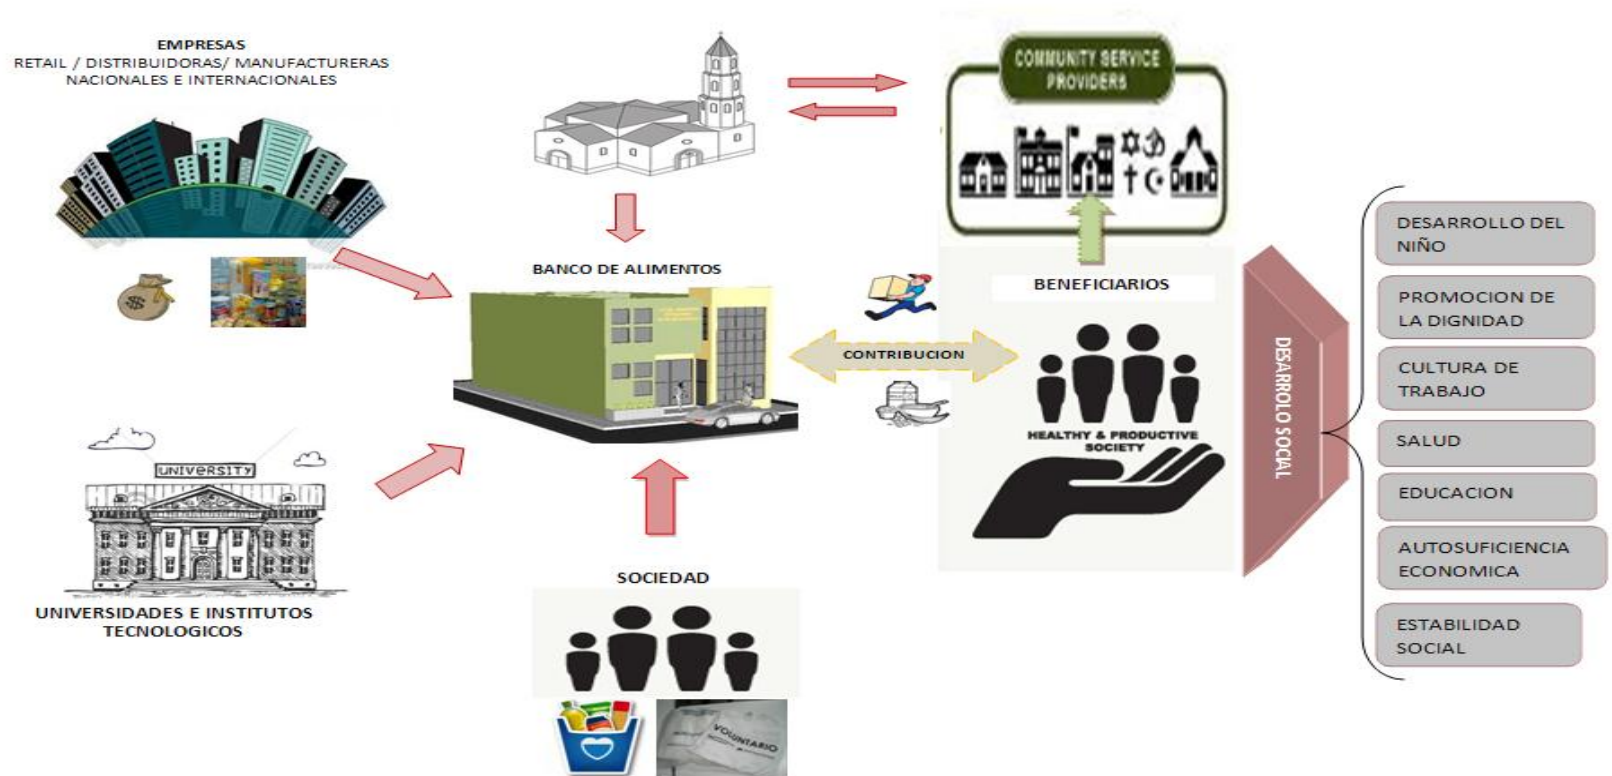 EMPRESAS
RETAIL / DISTRIBUIDORAS/ MANUFACTURERAS
NACIONALES E INTERNACIONALES
COMMUNITY SERVICE
PROVIDERS
BANCO DE ALIMENTOS
BENEFICIARIOS
CONTRIBUCION
HEALTHY & PRODUCTIVE
SOCIETY
DESARROLO SOCIAL
DESARROLLO DEL
NIÑO
PROMOCION DE
LA DIGNIDAD
CULTURA DE
TRABAJO
SALUD
EDUCACION
AUTOSUFICIENCIA
ECONOMICA
ESTABILIDAD
SOCIAL
UNIVERSITY
UNIVERSIDADES E INSTITUTOS
TECNOLOGICOS
SOCIEDAD
VOLUNTARIO